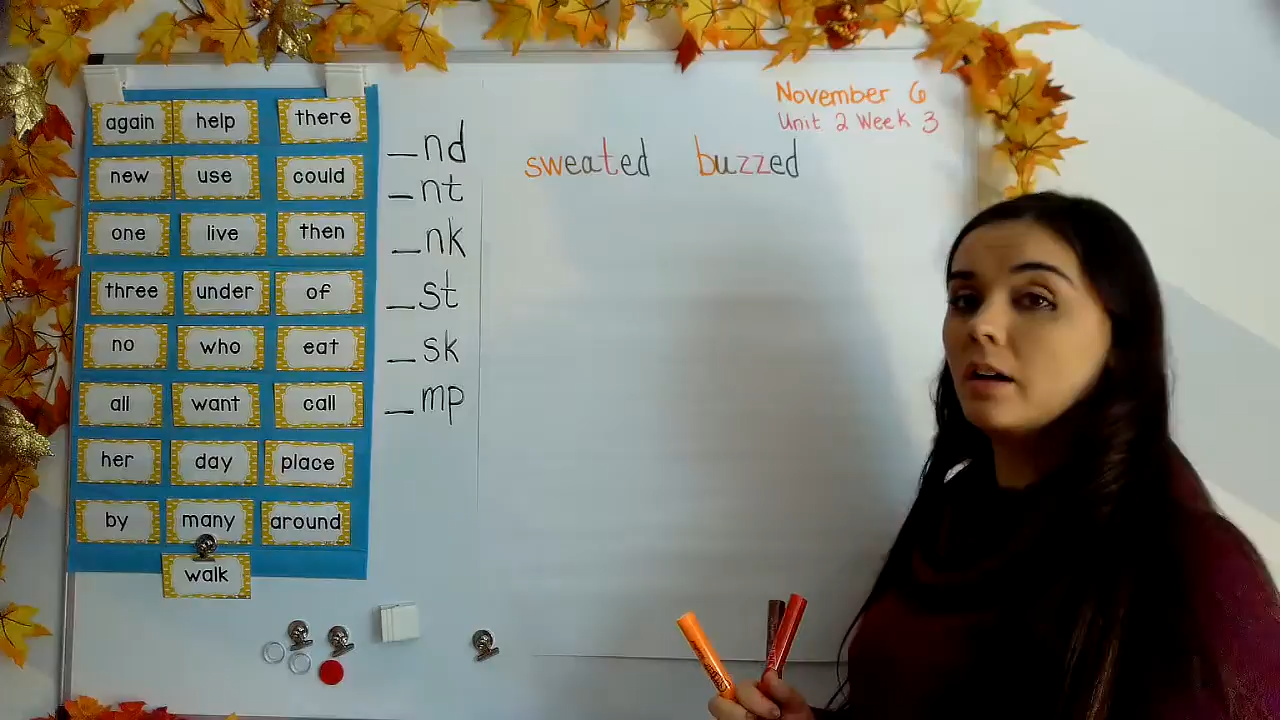 November 6
Unit 2 Week 3
again help there
new use could
one live then
three under of
no who eat
all want call
her day place
by many around
walk
_nd
_nt
_nk
_st
_sk
_mp
sweated buzzed